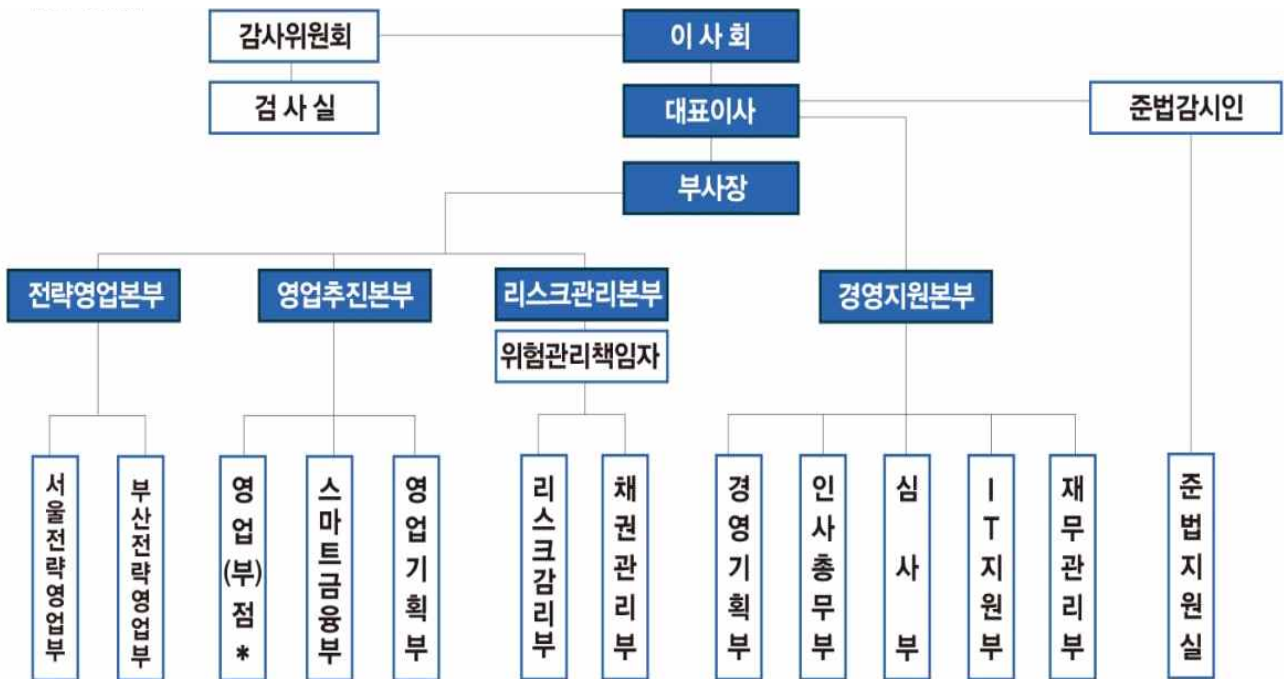 감사위원회
이 사 회
검 사 실
대표이사
준법감시인
부사장
전략영업본부
영업추진본부
리스크관리본부
경영지원본부
위험관리책임자
서울전략영업부
부산전략영업부
영업(부)점*
스마트금융부
영업기획부
리스크감리부
채권관리부
경영기획부
인사총무부
심사부
IT지원부
재무관리부
준법지원실